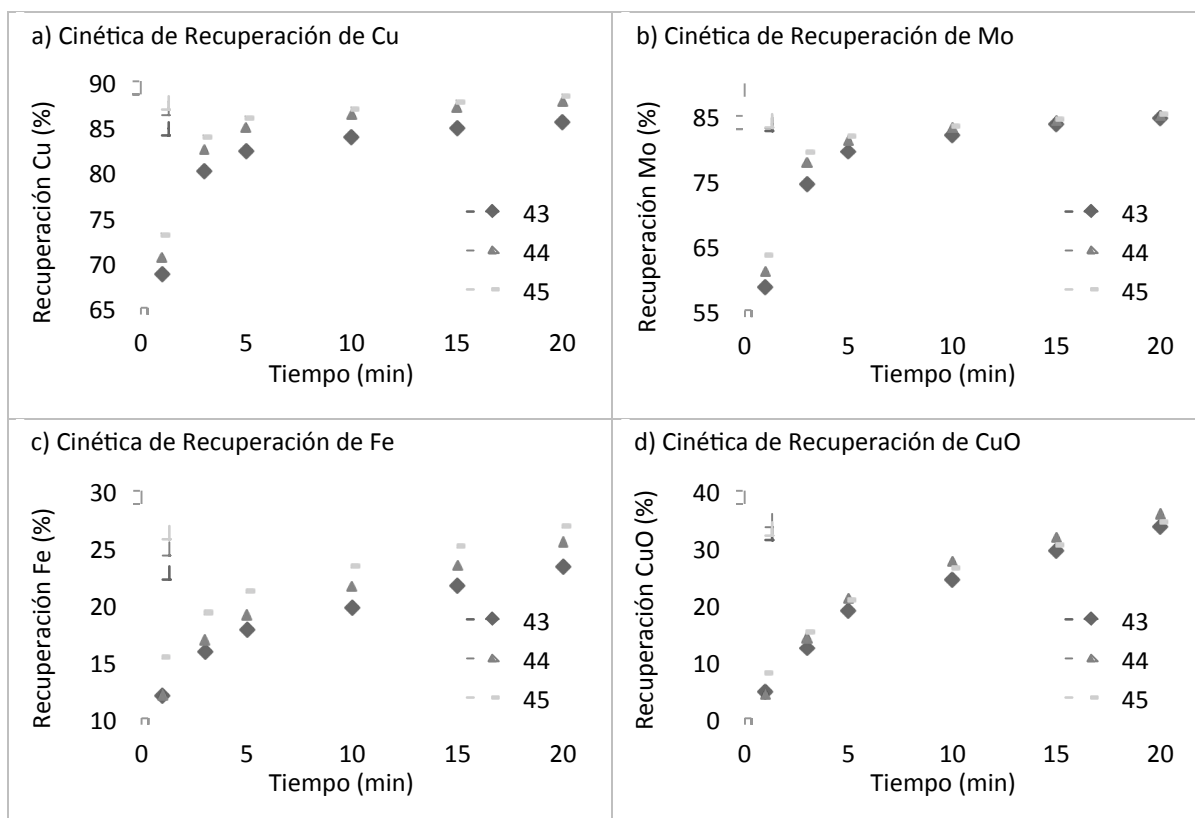 a) Cinética de Recuperación de Cu
Recuperación Cu (%)
90
85
80
75
70
65
0 5 10 15 20
Tiempo (min)
43
44
45
b) Cinética de Recuperación de Mo
Recuperación Mo (%)
85
75
65
55
0 5 10 15 20
Tiempo (min)
43
44
45
c) Cinética de Recuperación de Fe
Recuperación Fe (%)
30
25
20
15
10
0 5 10 15 20
Tiempo (min)
43
44
45
d) Cinética de Recuperación de CuO
Recuperación CuO (%)
40
30
20
10
0
0 5 10 15 20
Tiempo (min)
43
44
45